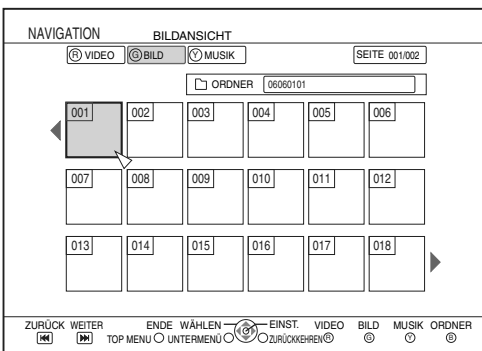 NAVIGATION BILDANSICHT
Ⓡ VIDEO Ⓖ BILD Ⓨ MUSIK SEITE 001/002
ORDNER 06060101
001 002 003 004 005 006
007 008 009 010 011 012
013 014 015 016 017 018
ZURÜCK WEITER ENDE WÄHLEN EINST. VIDEO BILD MUSIK ORDNER
TOP MENU UNTERMENÜ ZURÜCKKEHREN Ⓡ Ⓖ Ⓨ Ⓑ